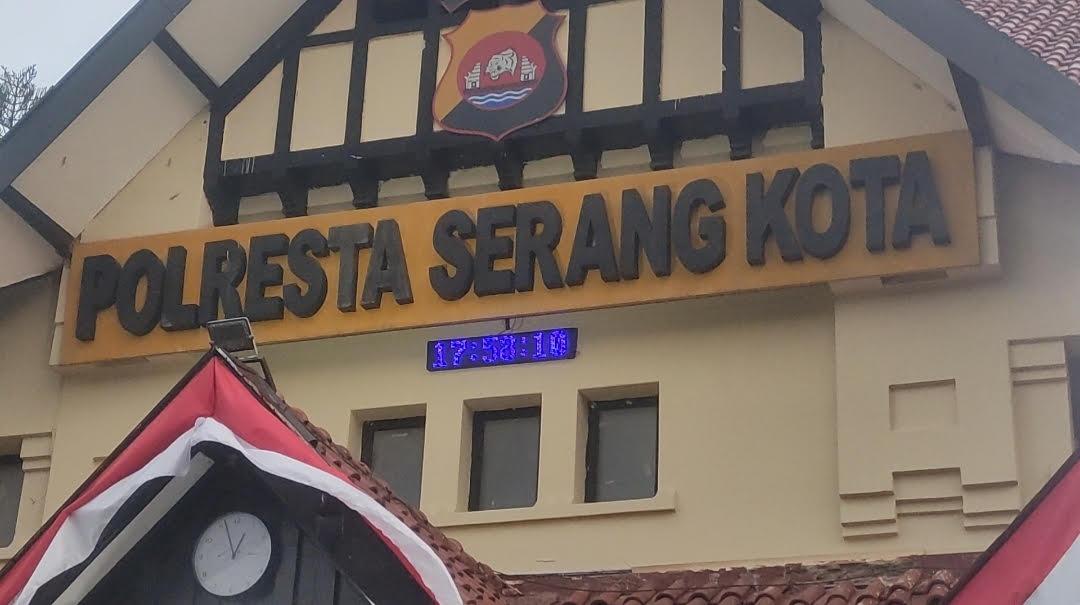 POLRESTA SERANG KOTA
17:58:10